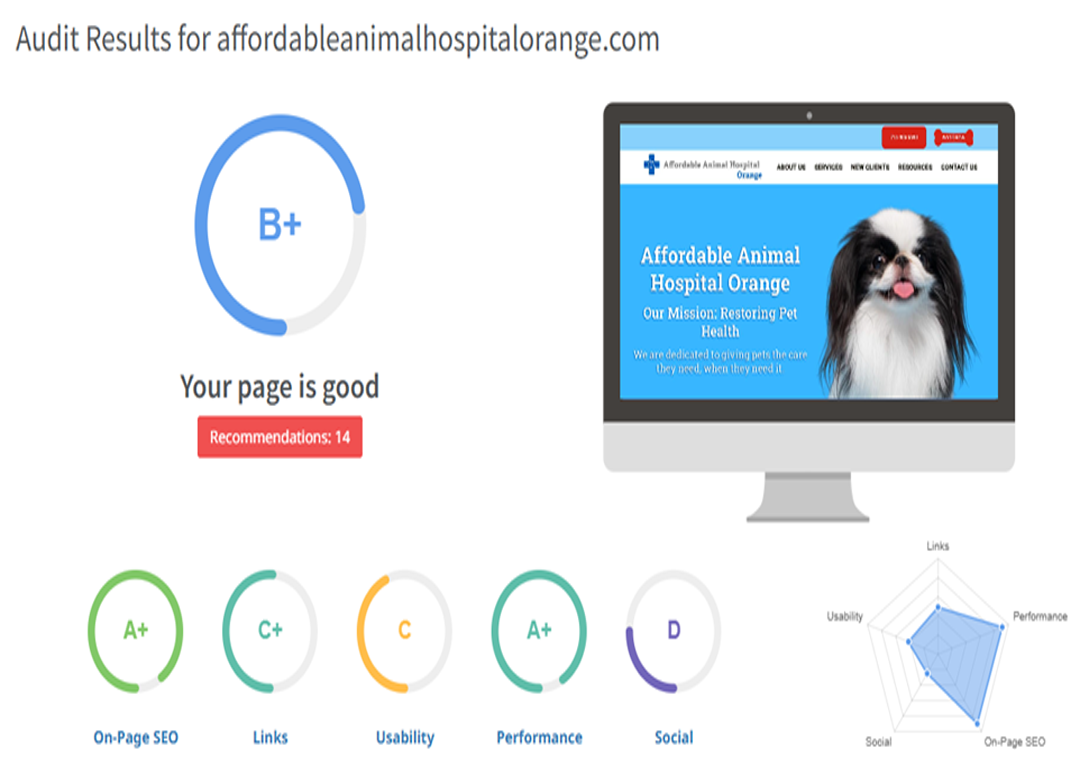 Audit Results for affordableanimalhospitalorange.com
B+
Your page is good
Recommendations: 14
Affordable Animal Hospital
Orange
ABOUT US SERVICES NEW CLIENTS RESOURCES CONTACT US
Affordable Animal
Hospital Orange
Our Mission: Restoring Pet
Health
We are dedicated to giving pets the care
they need, when they need it
A+ C+ C A+ D
On-Page SEO Links Usability Performance Social
Links
Usability Performance
Social On-Page SEO